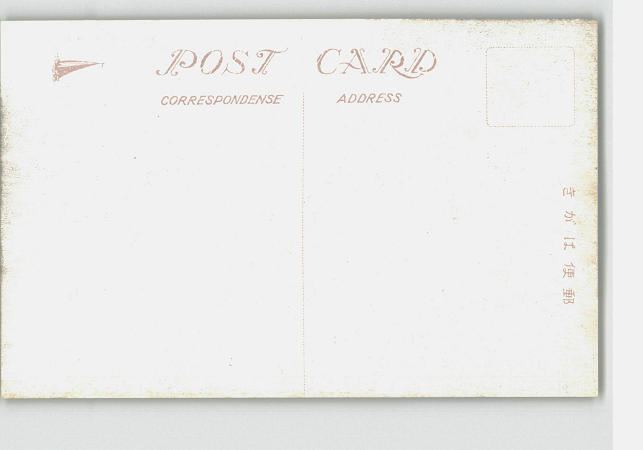 POST CARD
CORRESPONDENSE
ADDRESS
きがは便郵